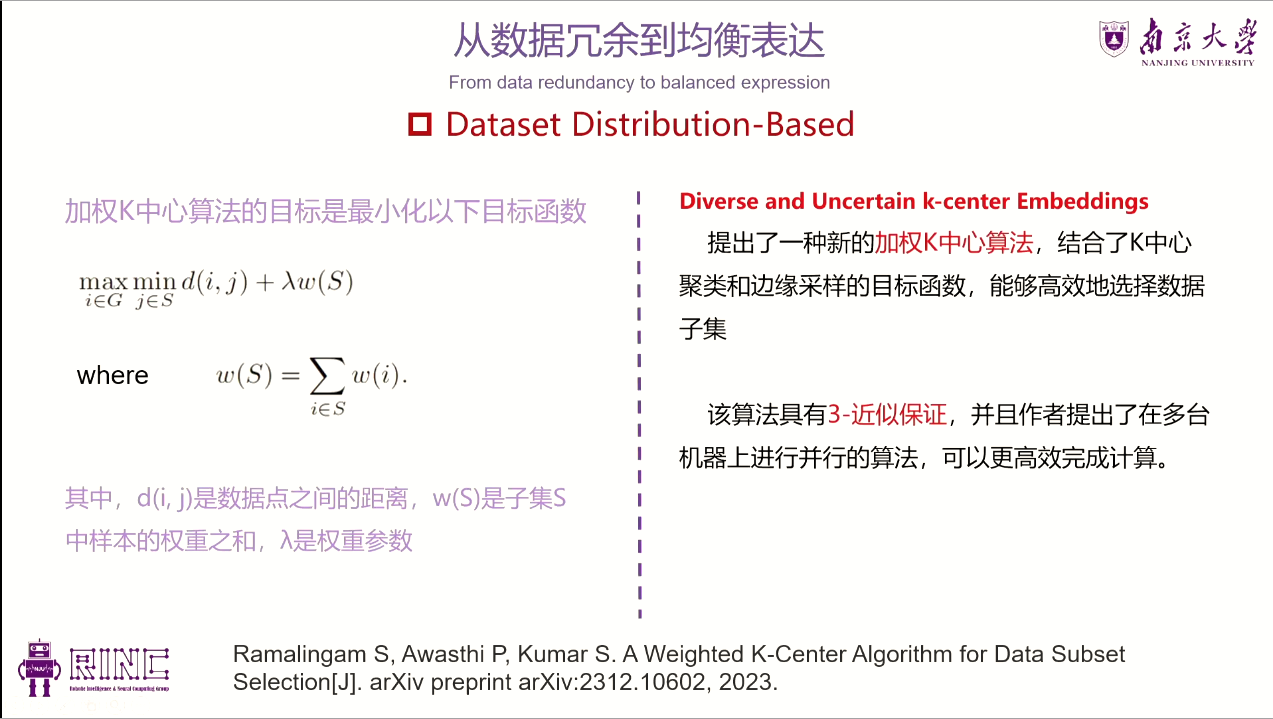 从数据冗余到均衡表达
南京大学
NANJING UNIVERSITY
From data redundancy to balanced expression
Dataset Distribution-Based
加权K中心算法的目标是最小化以下目标函数
max min d(i, j) + λw(S)
i∈G j∈S
where w(S) = ∑ w(i).
i∈S
其中，d(i, j)是数据点之间的距离，w(S)是子集S
中样本的权重之和，λ是权重参数
Diverse and Uncertain k-center Embeddings
提出了一种新的加权K中心算法，结合了K中心
聚类和边缘采样的目标函数，能够高效地选择数据
子集
该算法具有3-近似保证，并且作者提出了在多台
机器上进行并行的算法，可以更高效完成计算。
RINC
Robotic Intelligence & Neural Computing Group
Ramalingam S, Awasthi P, Kumar S. A Weighted K-Center Algorithm for Data Subset
Selection[J]. arXiv preprint arXiv:2312.10602, 2023.